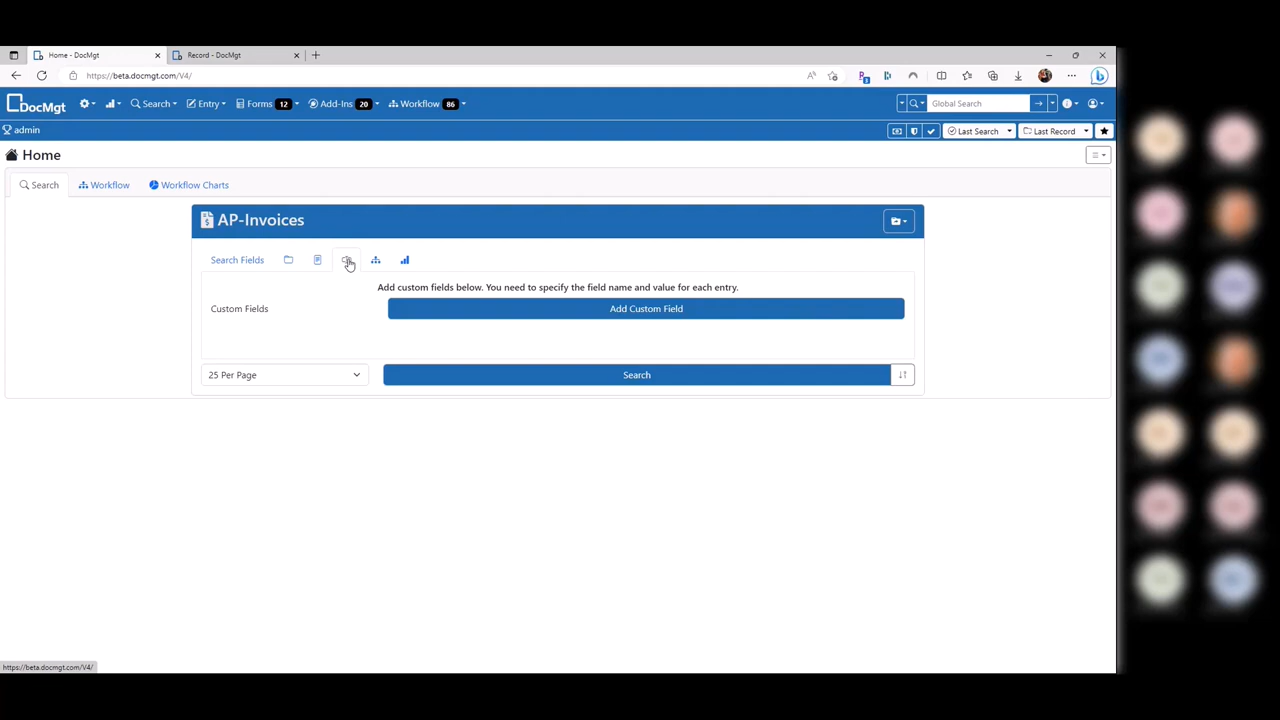 Home - DocMgt
Record - DocMgt
https://beta.docmgt.com/V4/
DocMgt
Search
Entry
Forms 12
Add-Ins 20
Workflow 86
Global Search
admin
Last Search
Last Record
Home
Search
Workflow
Workflow Charts
AP-Invoices
Search Fields
Add custom fields below. You need to specify the field name and value for each entry.
Custom Fields
Add Custom Field
25 Per Page
Search
https://beta.docmgt.com/V4/